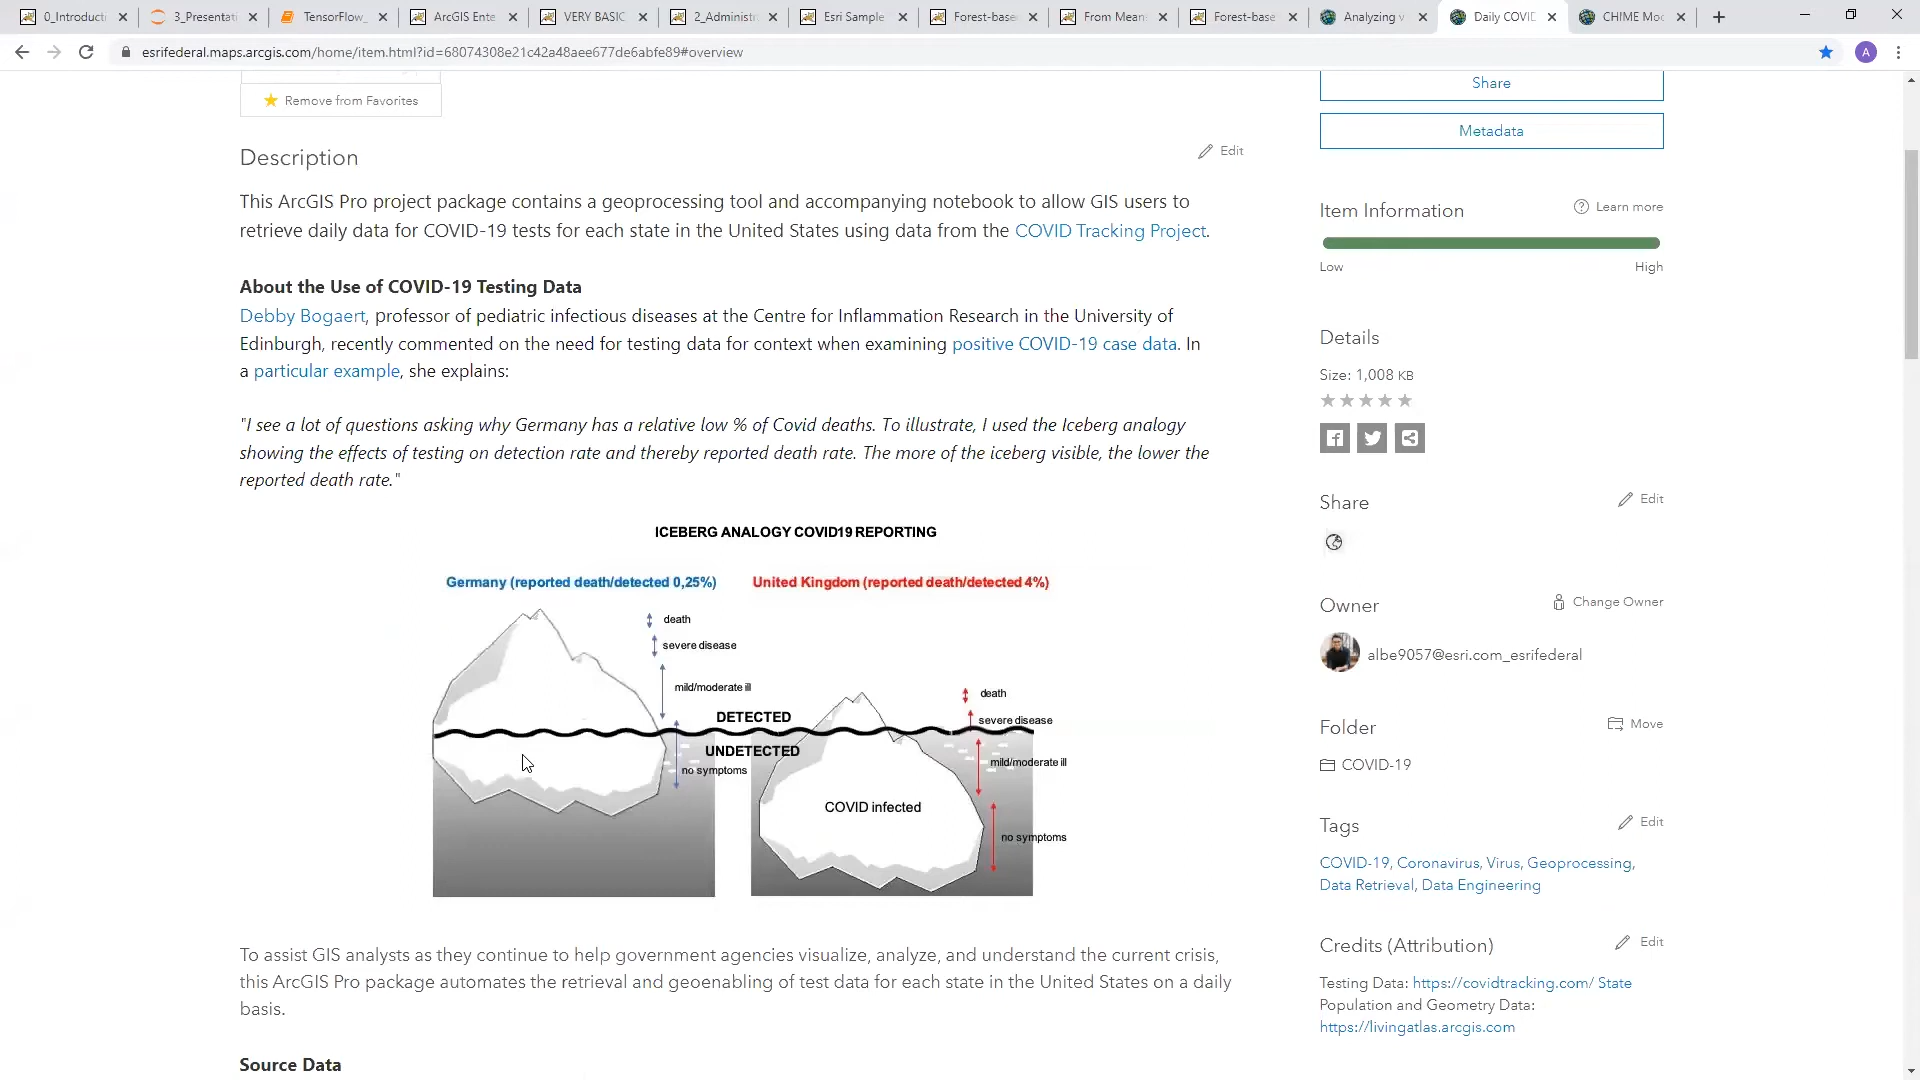 0_Introduct
3_Presentat
TensorFlow_
ArcGIS Ente
VERY BASIC
2_Administr
Esri Sample
Forest-base
From Mean
Forest-base
Analyzing v
Daily COVID
CHIME Mod
esrifederal.maps.arcgis.com/home/item.html?id=68074308e21c42a48aee677de6abfe89#overview
A
Remove from Favorites
Share
Metadata
Description
Edit
This ArcGIS Pro project package contains a geoprocessing tool and accompanying notebook to allow GIS users to
retrieve daily data for COVID-19 tests for each state in the United States using data from the COVID Tracking Project.
About the Use of COVID-19 Testing Data
Debby Bogaert, professor of pediatric infectious diseases at the Centre for Inflammation Research in the University of
Edinburgh, recently commented on the need for testing data for context when examining positive COVID-19 case data. In
a particular example, she explains:
"I see a lot of questions asking why Germany has a relative low % of Covid deaths. To illustrate, I used the Iceberg analogy
showing the effects of testing on detection rate and thereby reported death rate. The more of the iceberg visible, the lower the
reported death rate."
ICEBERG ANALOGY COVID19 REPORTING
Germany (reported death/detected 0,25%)
United Kingdom (reported death/detected 4%)
death
severe disease
mild/moderate ill
DETECTED
UNDETECTED
no symptoms
death
severe disease
mild/moderate ill
COVID infected
no symptoms
To assist GIS analysts as they continue to help government agencies visualize, analyze, and understand the current crisis,
this ArcGIS Pro package automates the retrieval and geoenabling of test data for each state in the United States on a daily
basis.
Source Data
Item Information
Learn more
Low
High
Details
Size: 1,008 KB
Share
Edit
Owner
Change Owner
albe9057@esri.com_esrifederal
Folder
Move
COVID-19
Tags
Edit
COVID-19, Coronavirus, Virus, Geoprocessing,
Data Retrieval, Data Engineering
Credits (Attribution)
Edit
Testing Data: https://covidtracking.com/ State
Population and Geometry Data:
https://livingatlas.arcgis.com